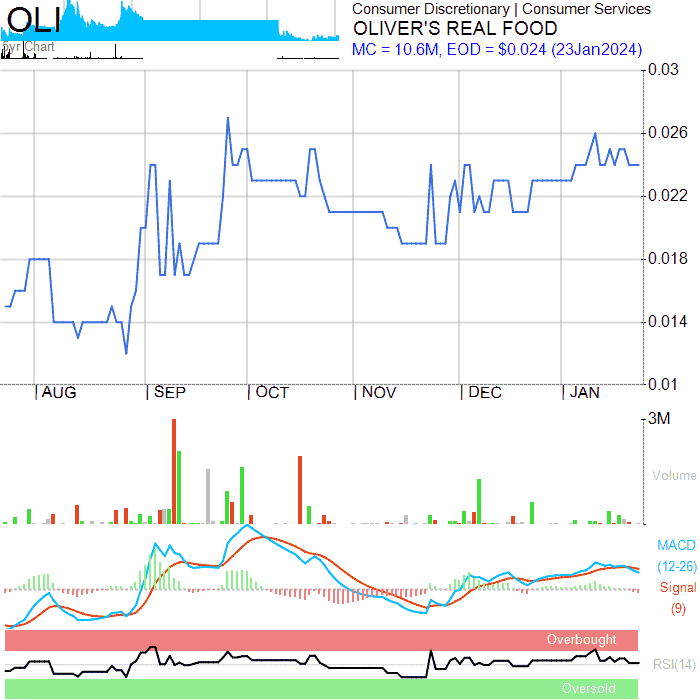 OLI
5yr Chart
Consumer Discretionary | Consumer Services
OLIVER'S REAL FOOD
MC = 10.6M, EOD = $0.024 (23Jan2024)
0.03
0.026
0.022
0.018
0.014
0.01
AUG SEP OCT NOV DEC JAN
3M
Volume
MACD
(12-26)
Signal
(9)
Overbought
RSI(14)
Oversold